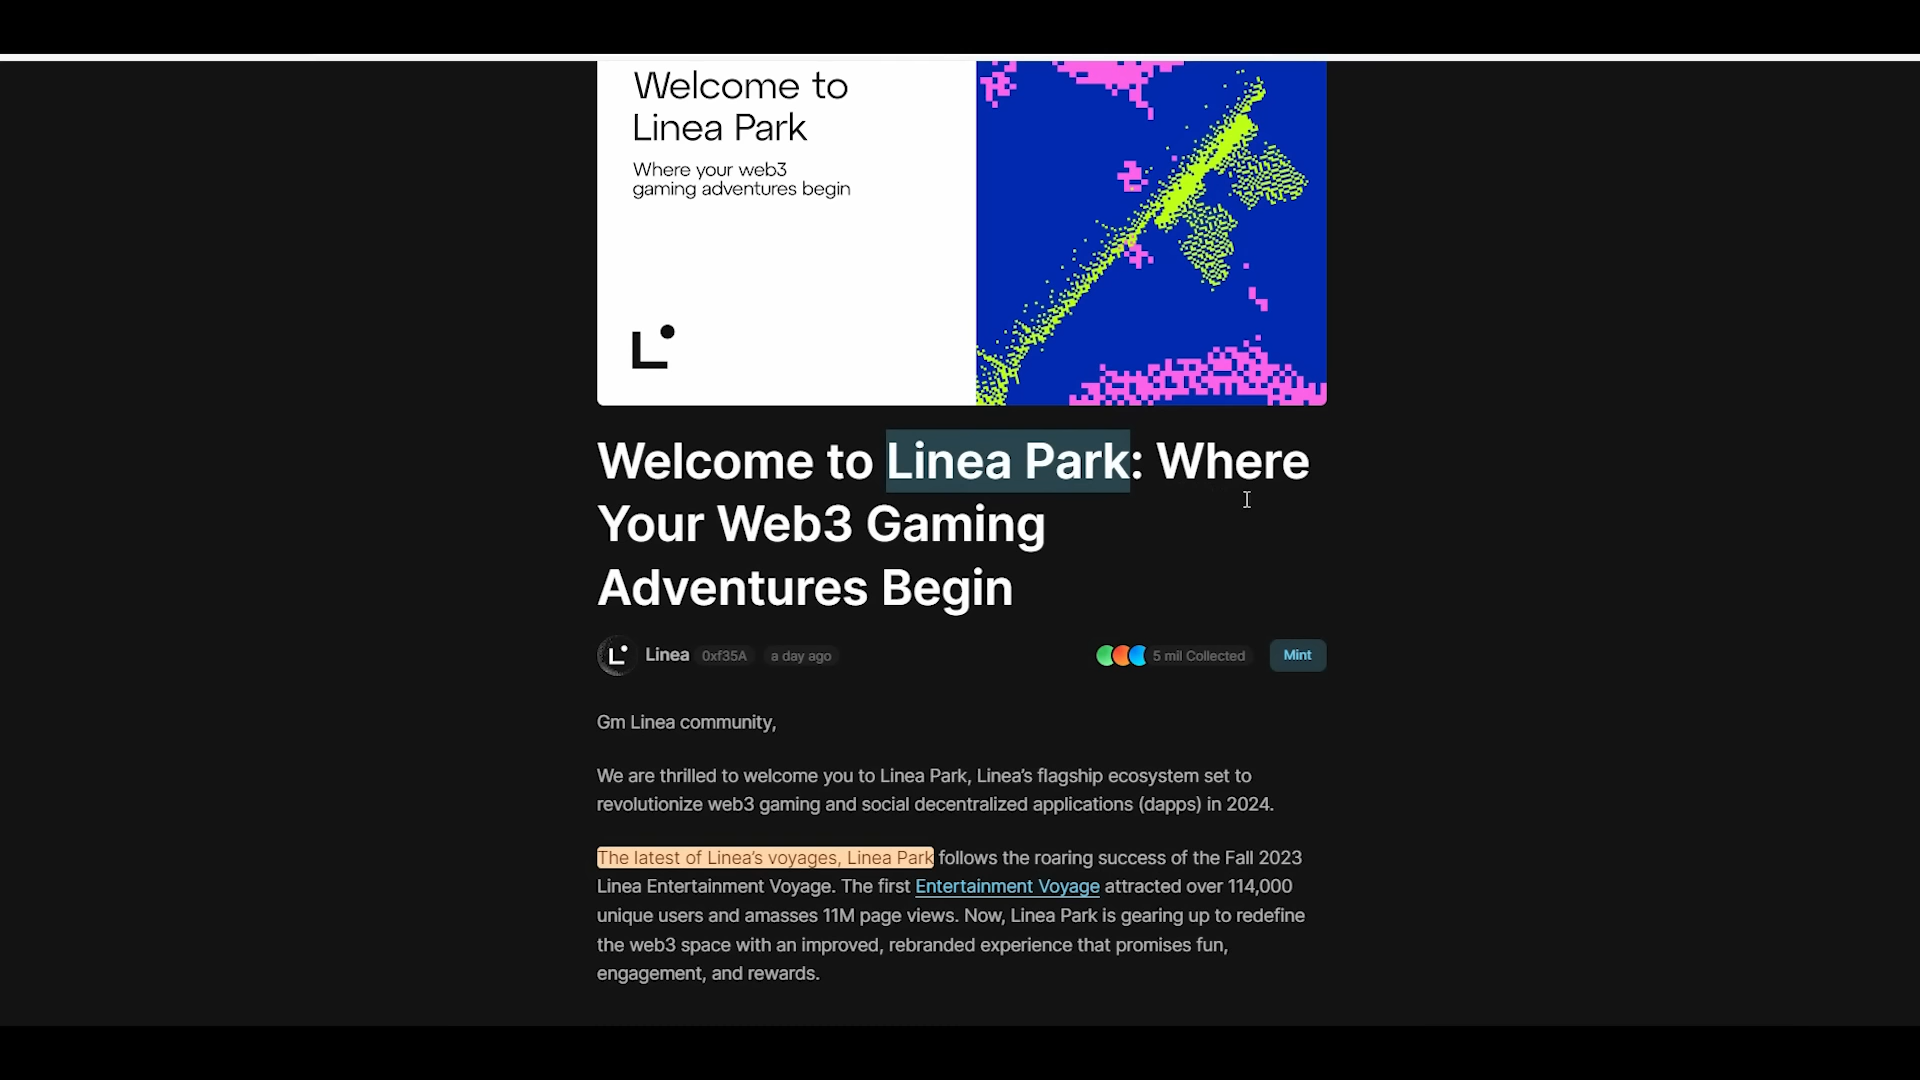 Welcome to
Linea Park
Where your web3
gaming adventures begin
Welcome to Linea Park: Where
Your Web3 Gaming
Adventures Begin
Linea 0xf35A a day ago 5 mil Collected Mint
Gm Linea community,
We are thrilled to welcome you to Linea Park, Linea’s flagship ecosystem set to
revolutionize web3 gaming and social decentralized applications (dapps) in 2024.
The latest of Linea’s voyages, Linea Park follows the roaring success of the Fall 2023
Linea Entertainment Voyage. The first Entertainment Voyage attracted over 114,000
unique users and amasses 11M page views. Now, Linea Park is gearing up to redefine
the web3 space with an improved, rebranded experience that promises fun,
engagement, and rewards.